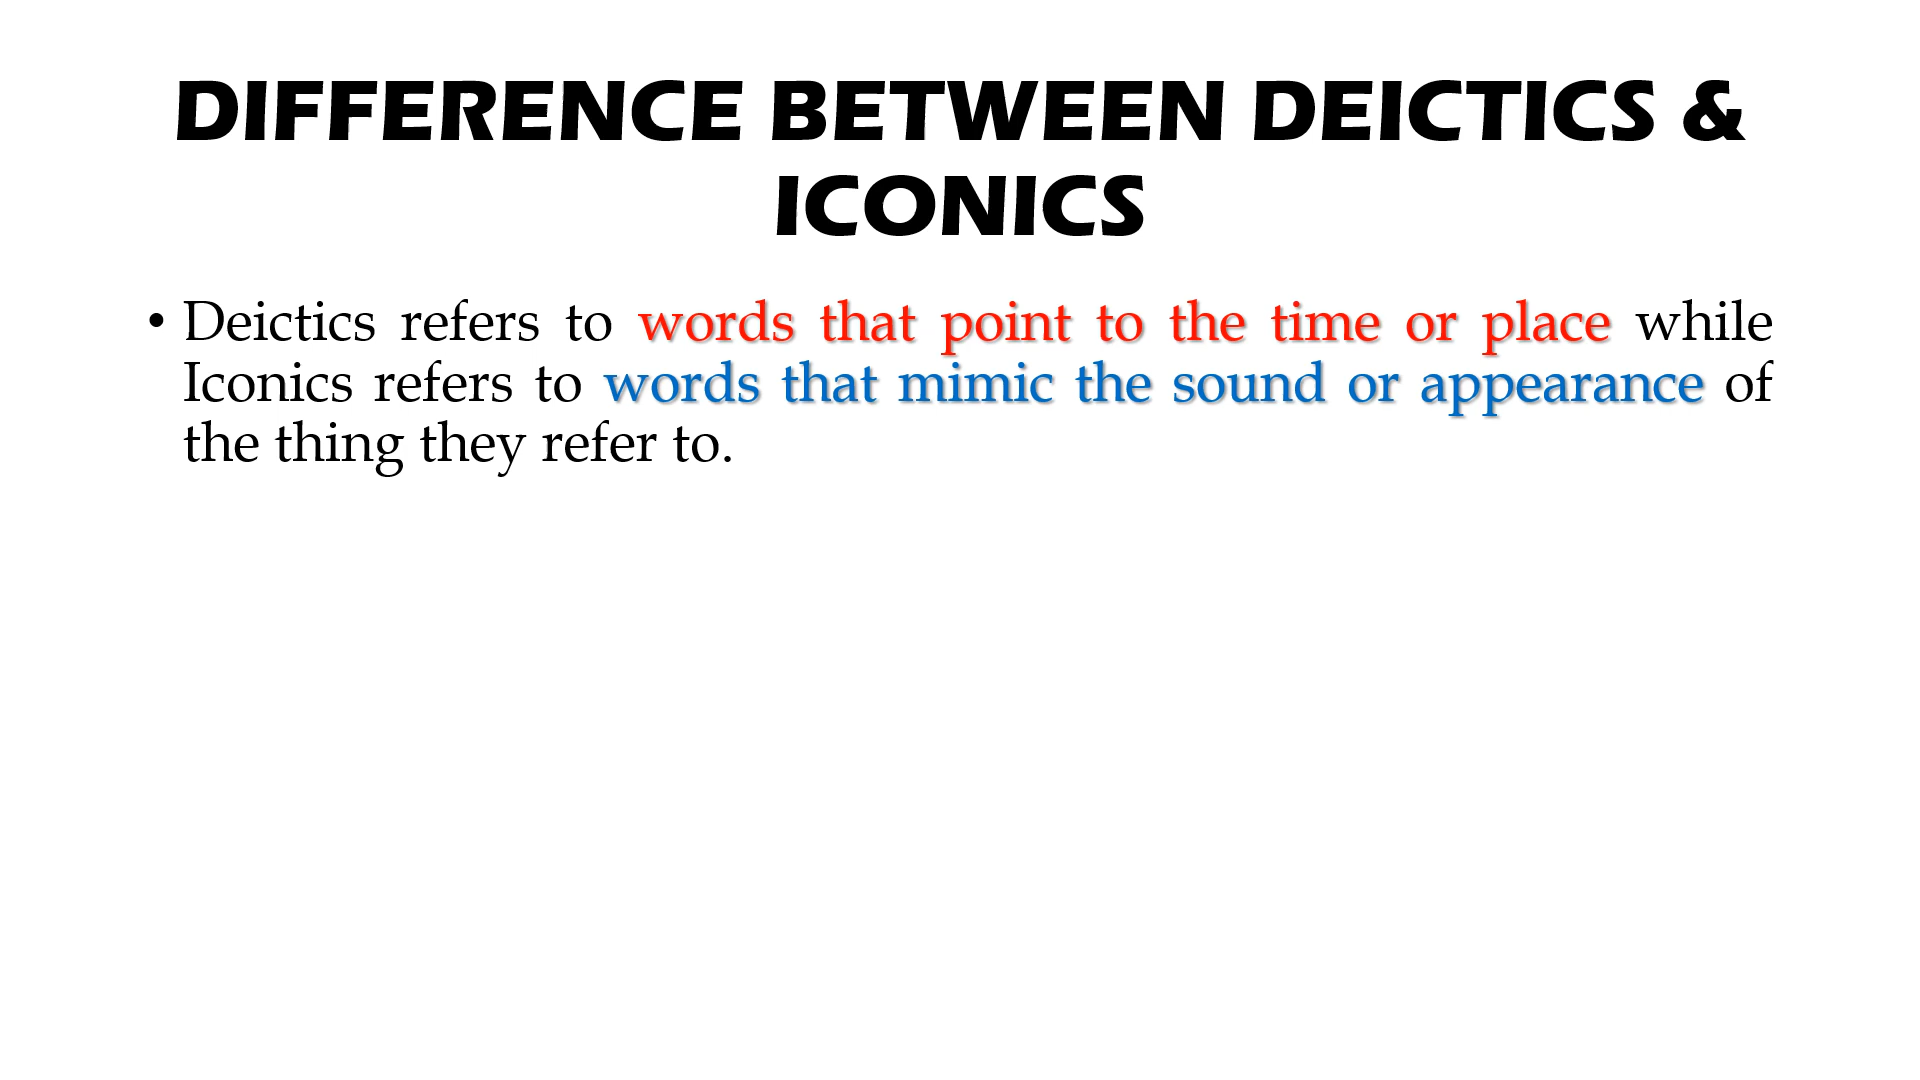 DIFFERENCE BETWEEN DEICTICS &
ICONICS
• Deictics refers to words that point to the time or place while
Iconics refers to words that mimic the sound or appearance of
the thing they refer to.